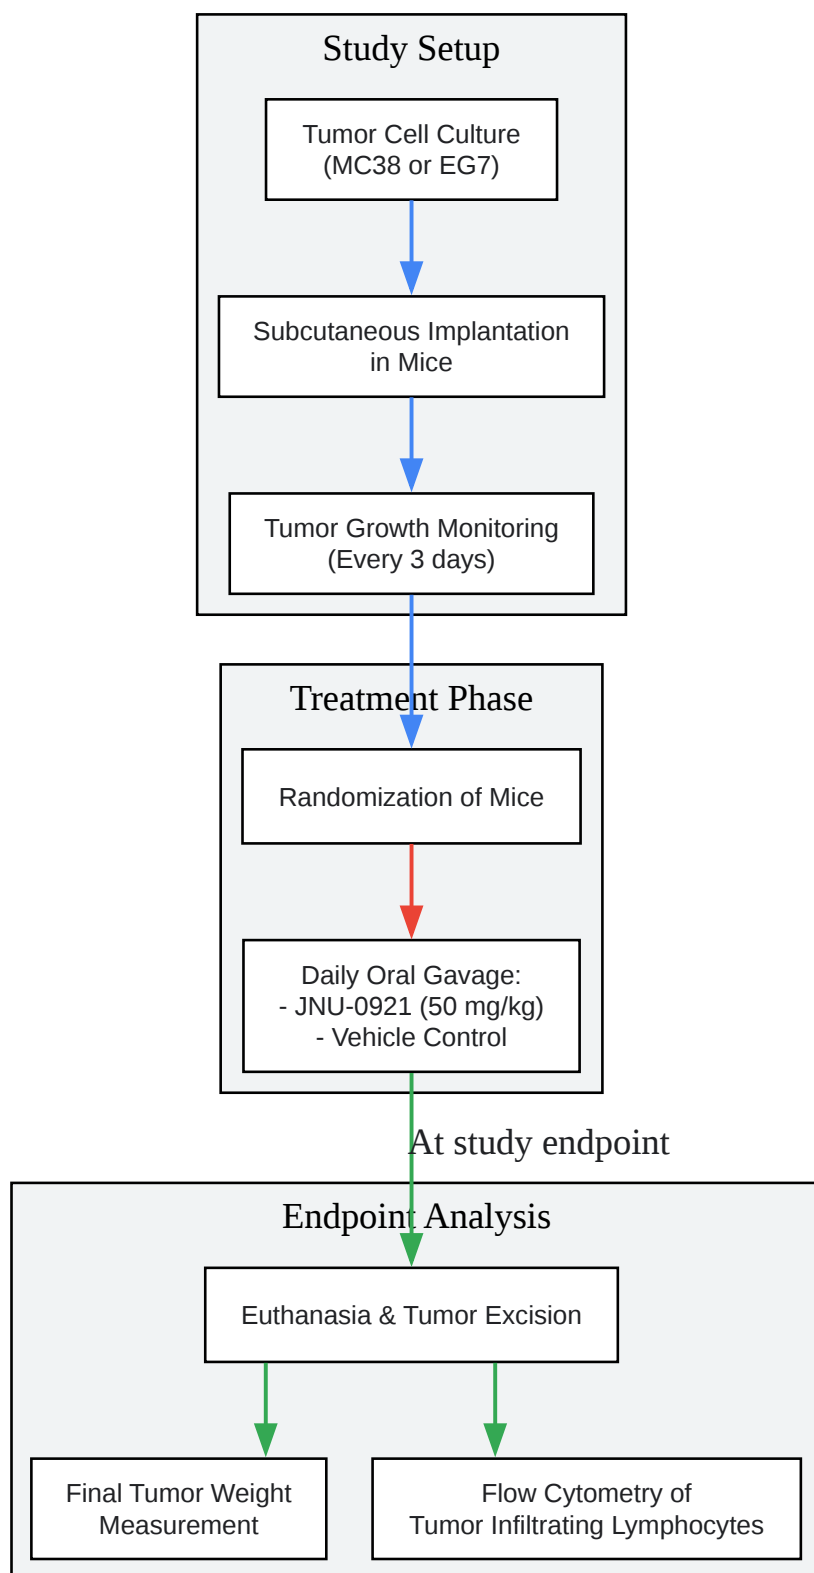 Study Setup
Tumor Cell Culture
(MC38 or EG7)
Subcutaneous Implantation
in Mice
Tumor Growth Monitoring
(Every 3 days)
Treatment Phase
Randomization of Mice
Daily Oral Gavage:
- JNU-0921 (50 mg/kg)
- Vehicle Control
At study endpoint
Endpoint Analysis
Euthanasia & Tumor Excision
Final Tumor Weight
Measurement
Flow Cytometry of
Tumor Infiltrating Lymphocytes